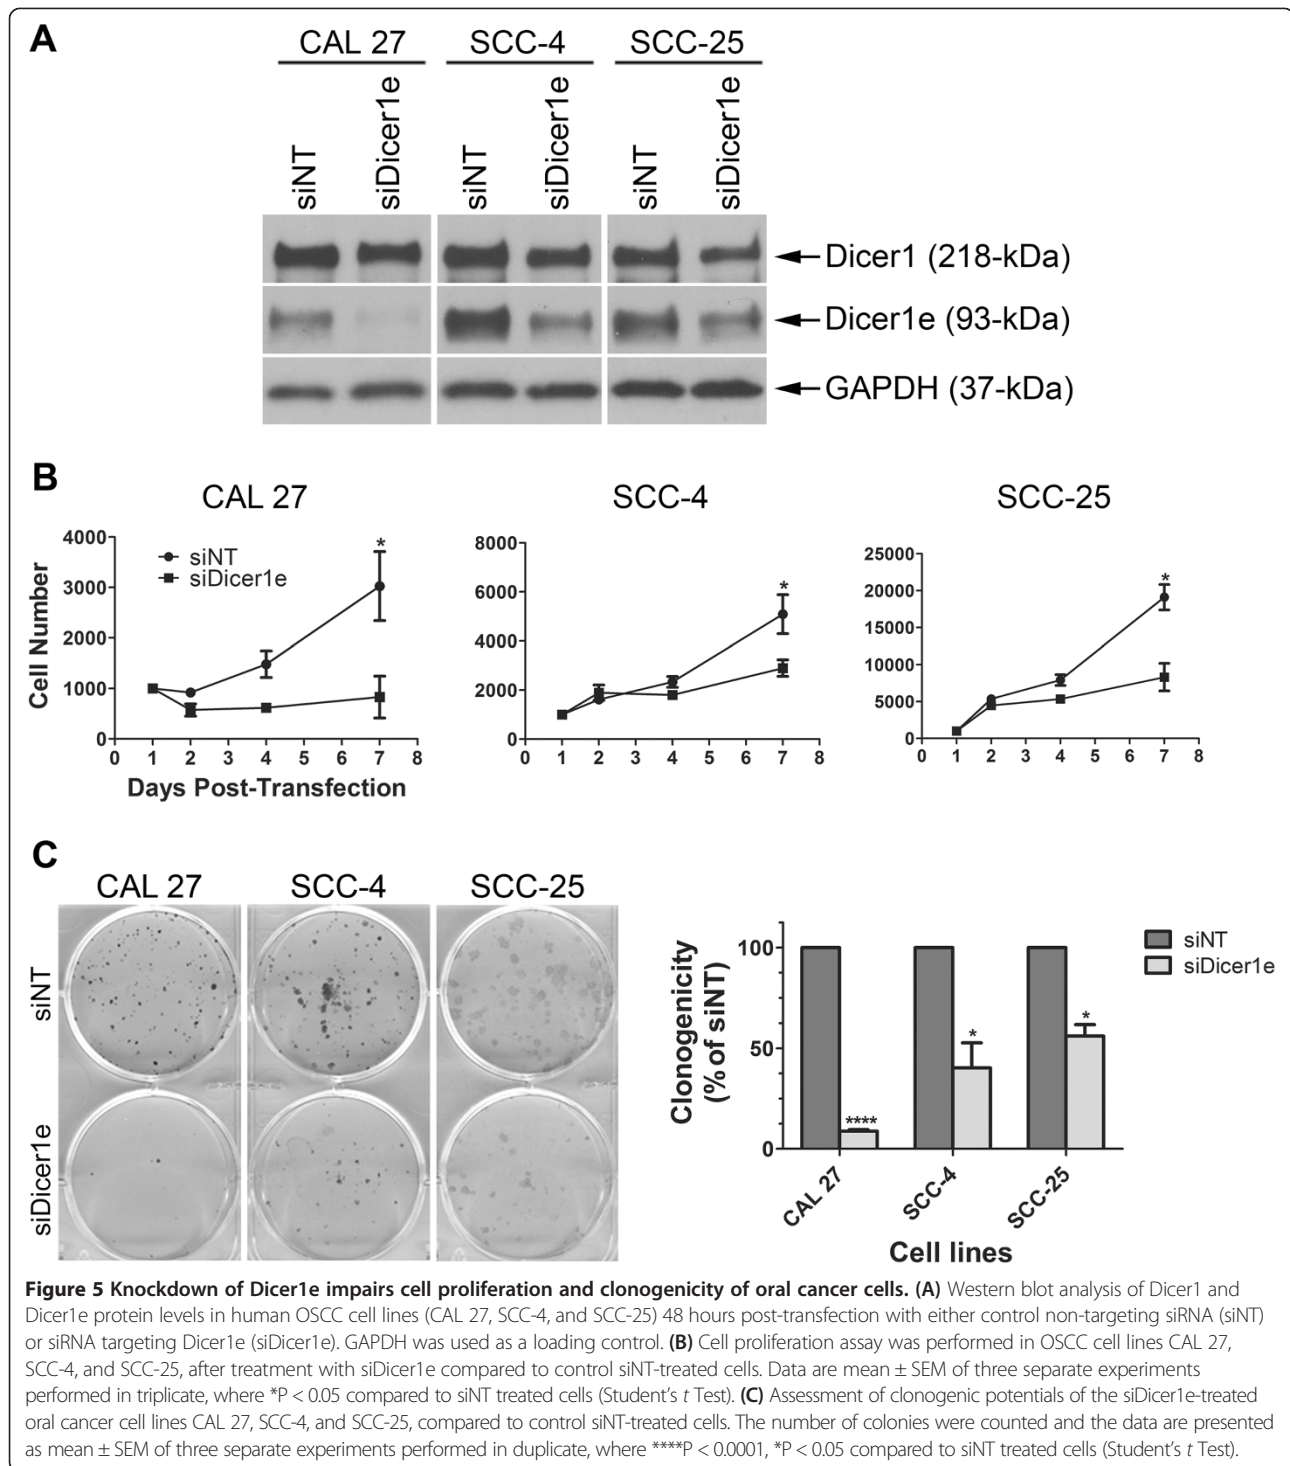 A
CAL 27 SCC-4 SCC-25
siNT siDicer1e siNT siDicer1e siNT siDicer1e
Dicer1 (218-kDa)
Dicer1e (93-kDa)
GAPDH (37-kDa)
B
CAL 27
Cell Number
4000
3000
2000
1000
0
siNT
siDicer1e
*
0 1 2 3 4 5 6 7 8
Days Post-Transfection
SCC-4
8000
6000
4000
2000
0
*
0 1 2 3 4 5 6 7 8
SCC-25
25000
20000
15000
10000
5000
0
*
0 1 2 3 4 5 6 7 8
C
CAL 27 SCC-4 SCC-25
siNT
siDicer1e
Clonogenicity
(% of siNT)
100
50
0
**** * *
siNT
siDicer1e
CAL 27 SCC-4 SCC-25
Cell lines
Figure 5 Knockdown of Dicer1e impairs cell proliferation and clonogenicity of oral cancer cells. (A) Western blot analysis of Dicer1 and
Dicer1e protein levels in human OSCC cell lines (CAL 27, SCC-4, and SCC-25) 48 hours post-transfection with either control non-targeting siRNA (siNT)
or siRNA targeting Dicer1e (siDicer1e). GAPDH was used as a loading control. (B) Cell proliferation assay was performed in OSCC cell lines CAL 27,
SCC-4, and SCC-25, after treatment with siDicer1e compared to control siNT-treated cells. Data are mean ± SEM of three separate experiments
performed in triplicate, where *P < 0.05 compared to siNT treated cells (Student's t Test). (C) Assessment of clonogenic potentials of the siDicer1e-treated
oral cancer cell lines CAL 27, SCC-4, and SCC-25, compared to control siNT-treated cells. The number of colonies were counted and the data are presented
as mean ± SEM of three separate experiments performed in duplicate, where ****P < 0.0001, *P < 0.05 compared to siNT treated cells (Student's t Test).